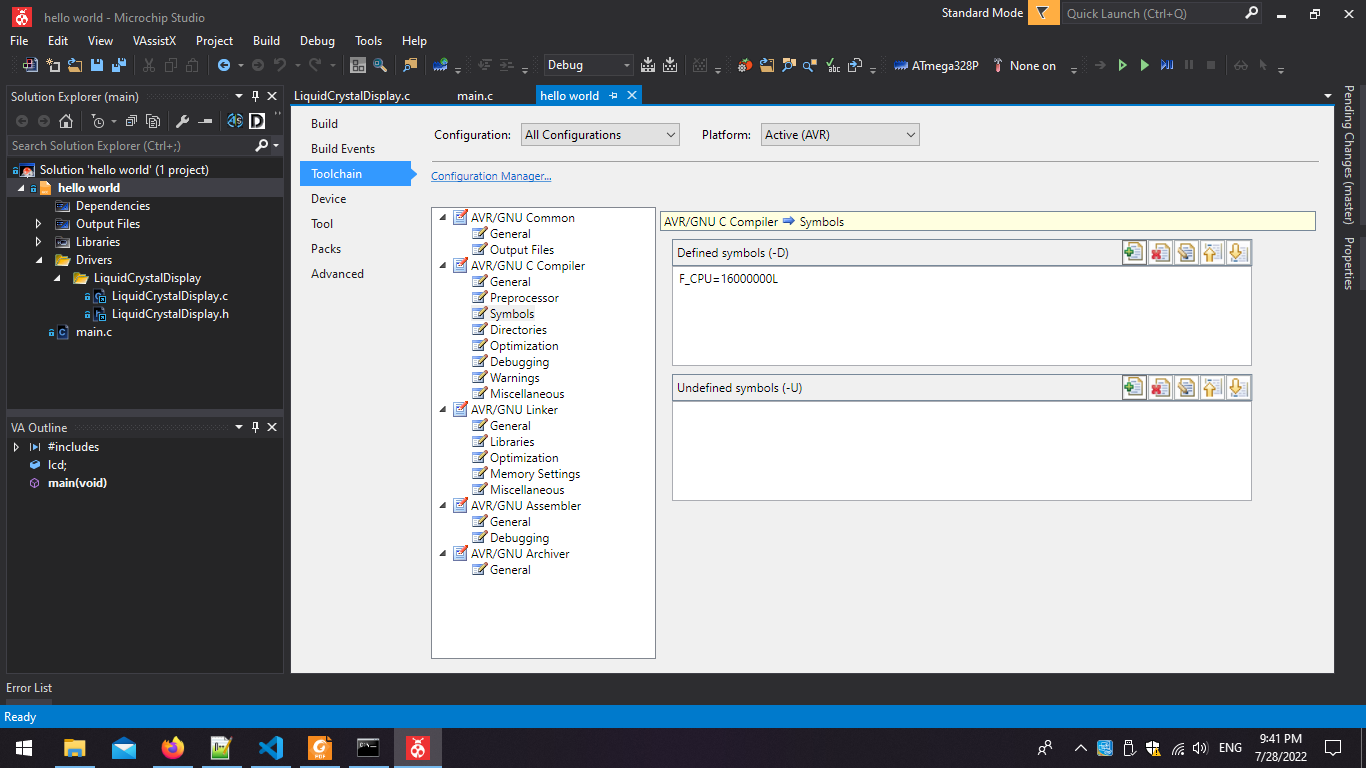 hello world - Microchip Studio
Standard Mode
Quick Launch (Ctrl+Q)
File Edit View VAssistX Project Build Debug Tools Help
Debug
ATmega328P
None on
Solution Explorer (main)
Search Solution Explorer (Ctrl+;)
Solution 'hello world' (1 project)
hello world
Dependencies
Output Files
Libraries
Drivers
LiquidCrystalDisplay
LiquidCrystalDisplay.c
LiquidCrystalDisplay.h
main.c
VA Outline
#includes
lcd;
main(void)
LiquidCrystalDisplay.c main.c hello world
Build
Build Events
Toolchain
Device
Tool
Packs
Advanced
Configuration: All Configurations Platform: Active (AVR)
Configuration Manager...
AVR/GNU Common
General
Output Files
AVR/GNU C Compiler
General
Preprocessor
Symbols
Directories
Optimization
Debugging
Warnings
Miscellaneous
AVR/GNU Linker
General
Libraries
Optimization
Memory Settings
Miscellaneous
AVR/GNU Assembler
General
Debugging
AVR/GNU Archiver
General
AVR/GNU C Compiler Symbols
Defined symbols (-D)
F_CPU=16000000L
Undefined symbols (-U)
Pending Changes (master)
Properties
Error List
Ready
PDF
ENG
9:41 PM
7/28/2022